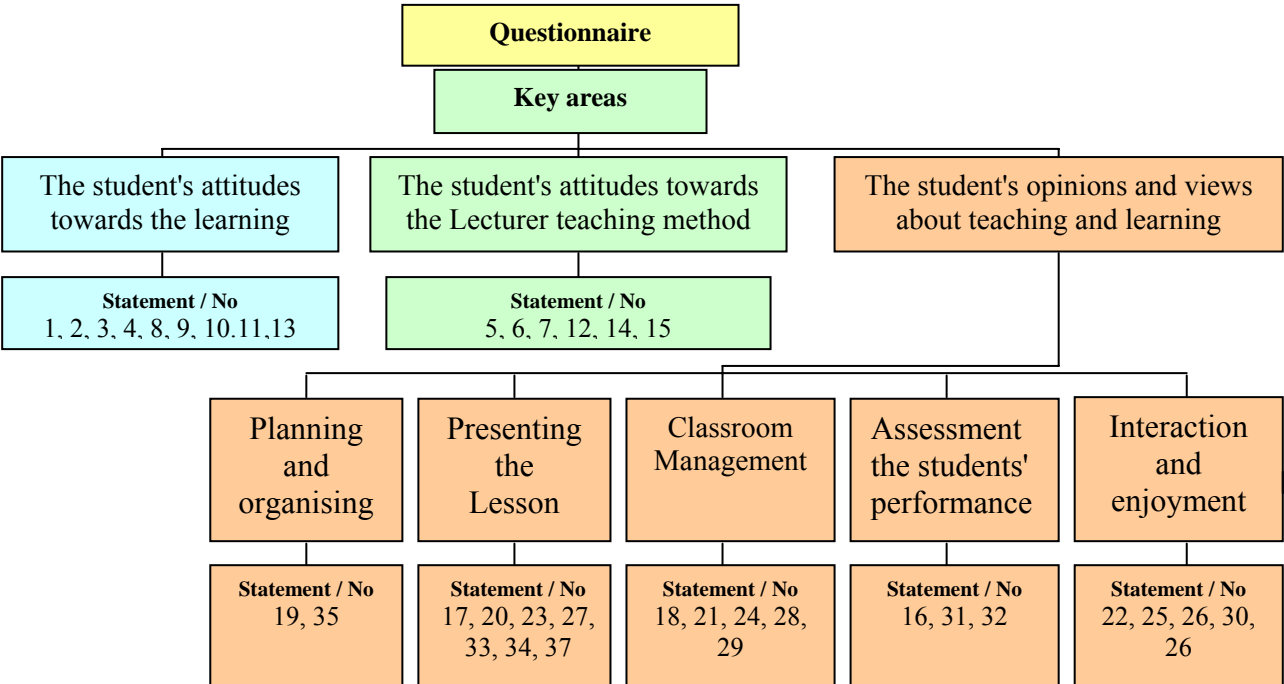 Questionnaire
Key areas
The student's attitudes
towards the learning
The student's attitudes towards
the Lecturer teaching method
The student's opinions and views
about teaching and learning
Statement / No
1, 2, 3, 4, 8, 9, 10.11,13
Statement / No
5, 6, 7, 12, 14, 15
Planning
and
organising
Presenting
the
Lesson
Classroom
Management
Assessment
the students'
performance
Interaction
and
enjoyment
Statement / No
19, 35
Statement / No
17, 20, 23, 27,
33, 34, 37
Statement / No
18, 21, 24, 28,
29
Statement / No
16, 31, 32
Statement / No
22, 25, 26, 30,
26